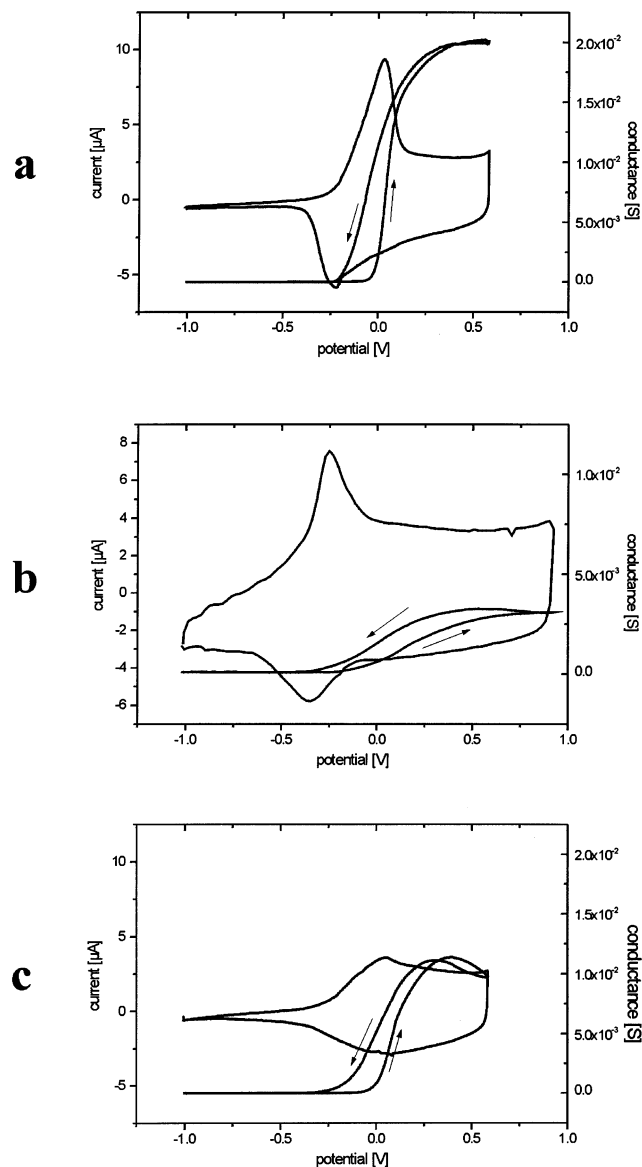 a
current [µA]
10
5
0
-5
2.0x10⁻²
1.5x10⁻²
1.0x10⁻²
5.0x10⁻³
0.0
conductance [S]
-1.0 -0.5 0.0 0.5 1.0
potential [V]
b
current [µA]
8
6
4
2
0
-2
-4
-6
1.0x10⁻²
5.0x10⁻³
0.0
conductance [S]
-1.0 -0.5 0.0 0.5 1.0
potential [V]
c
current [µA]
10
5
0
-5
2.0x10⁻²
1.5x10⁻²
1.0x10⁻²
5.0x10⁻³
0.0
conductance [S]
-1.0 -0.5 0.0 0.5 1.0
potential [V]